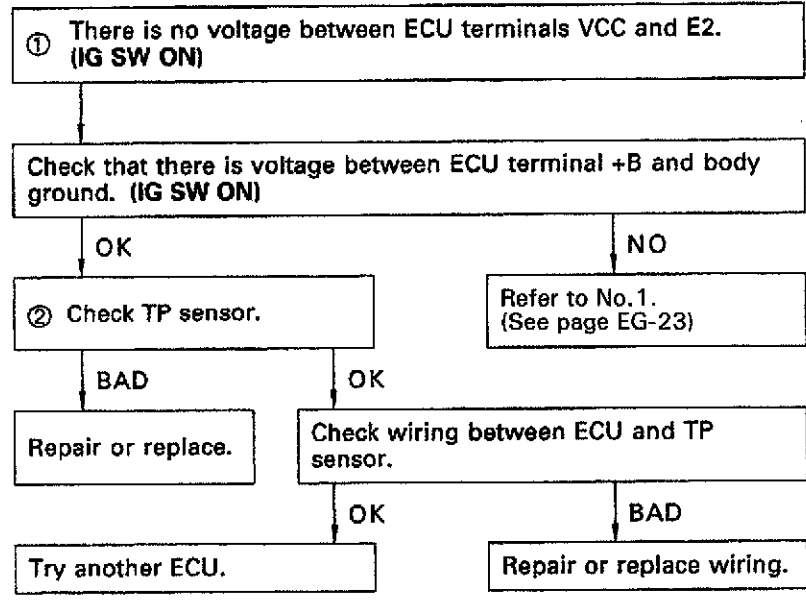 ① There is no voltage between ECU terminals VCC and E2.
(IG SW ON)
Check that there is voltage between ECU terminal +B and body
ground. (IG SW ON)
OK
NO
② Check TP sensor.
Refer to No.1.
(See page EG-23)
BAD
OK
Repair or replace.
Check wiring between ECU and TP
sensor.
OK
BAD
Try another ECU.
Repair or replace wiring.